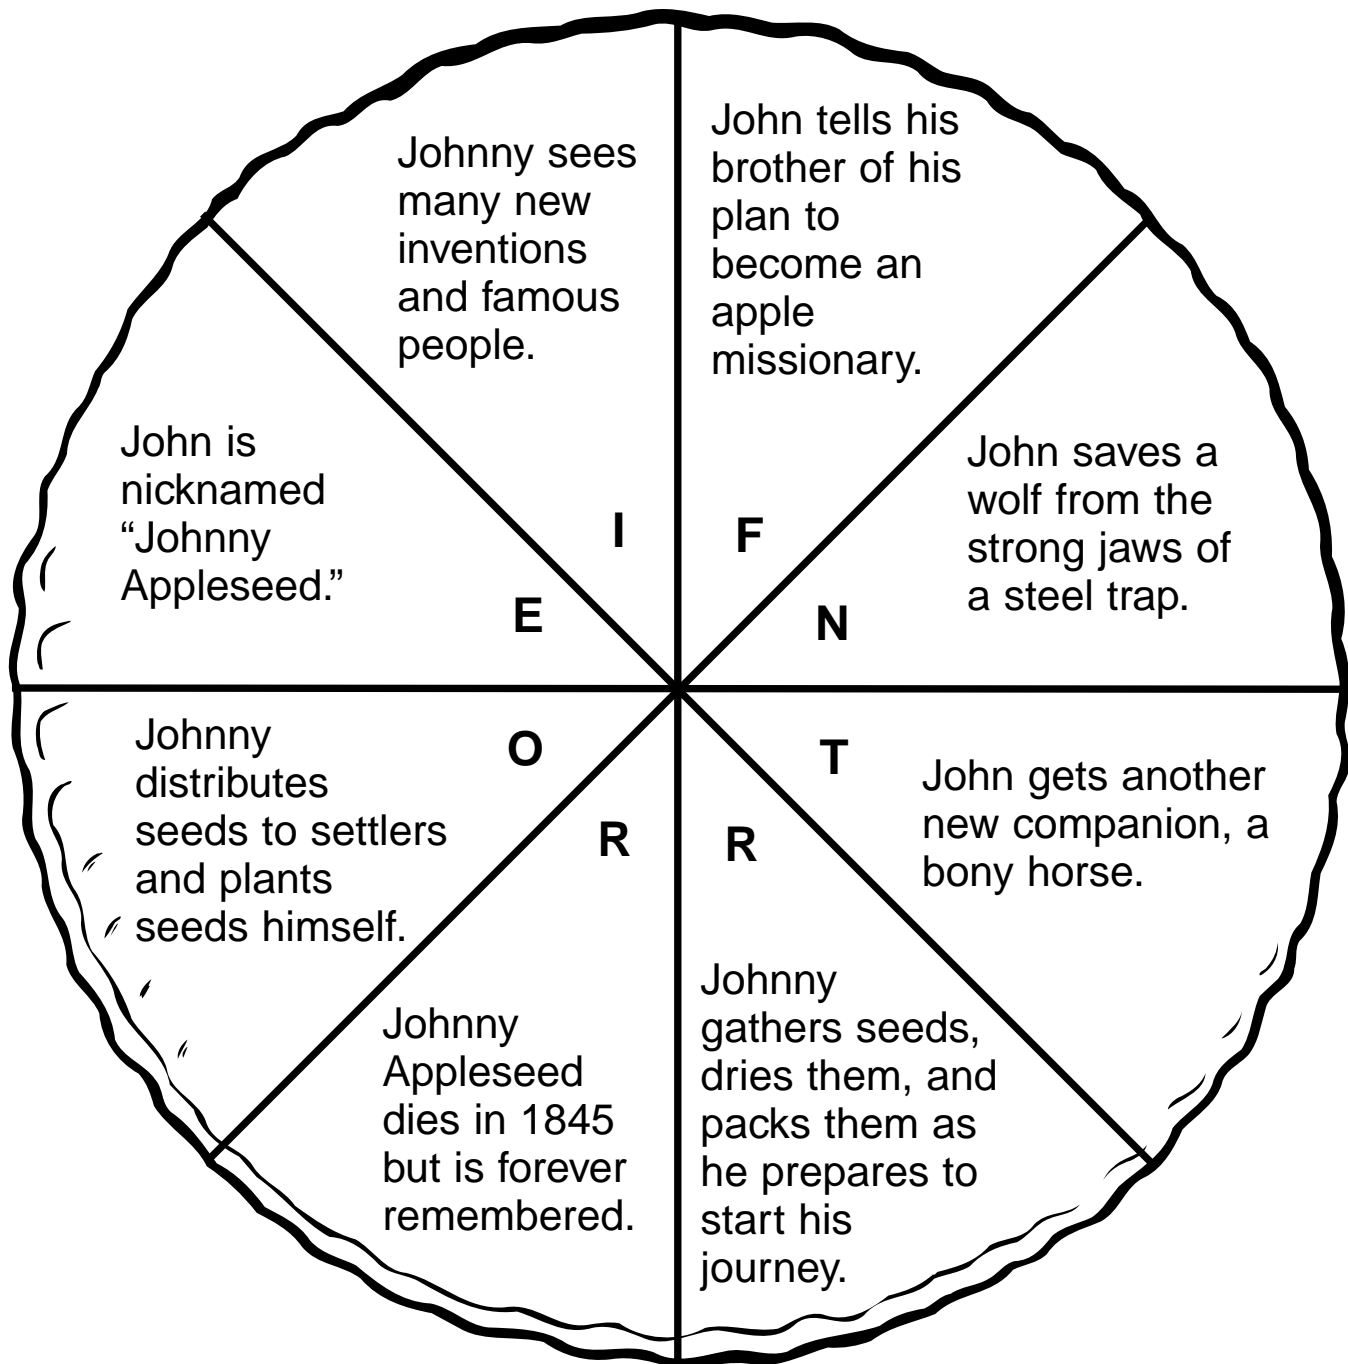 Johnny sees
many new
inventions
and famous
people.
I
John tells his
brother of his
plan to
become an
apple
missionary.
F
John saves a
wolf from the
strong jaws of
a steel trap.
N
John gets another
new companion, a
bony horse.
T
Johnny
gathers seeds,
dries them, and
packs them as
he prepares to
start his
journey.
R
Johnny
Appleseed
dies in 1845
but is forever
remembered.
R
Johnny
distributes
seeds to settlers
and plants
seeds himself.
O
John is
nicknamed
“Johnny
Appleseed.”
E